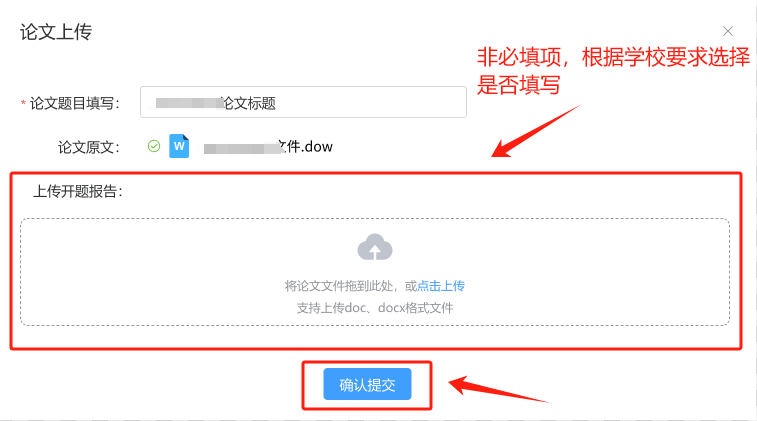 论文上传
非必填项，根据学校要求选择
是否填写
* 论文题目填写：
论文标题
论文原文：
W
文件.dow
上传开题报告：
将论文文件拖到此处，或点击上传
支持上传doc、docx格式文件
确认提交